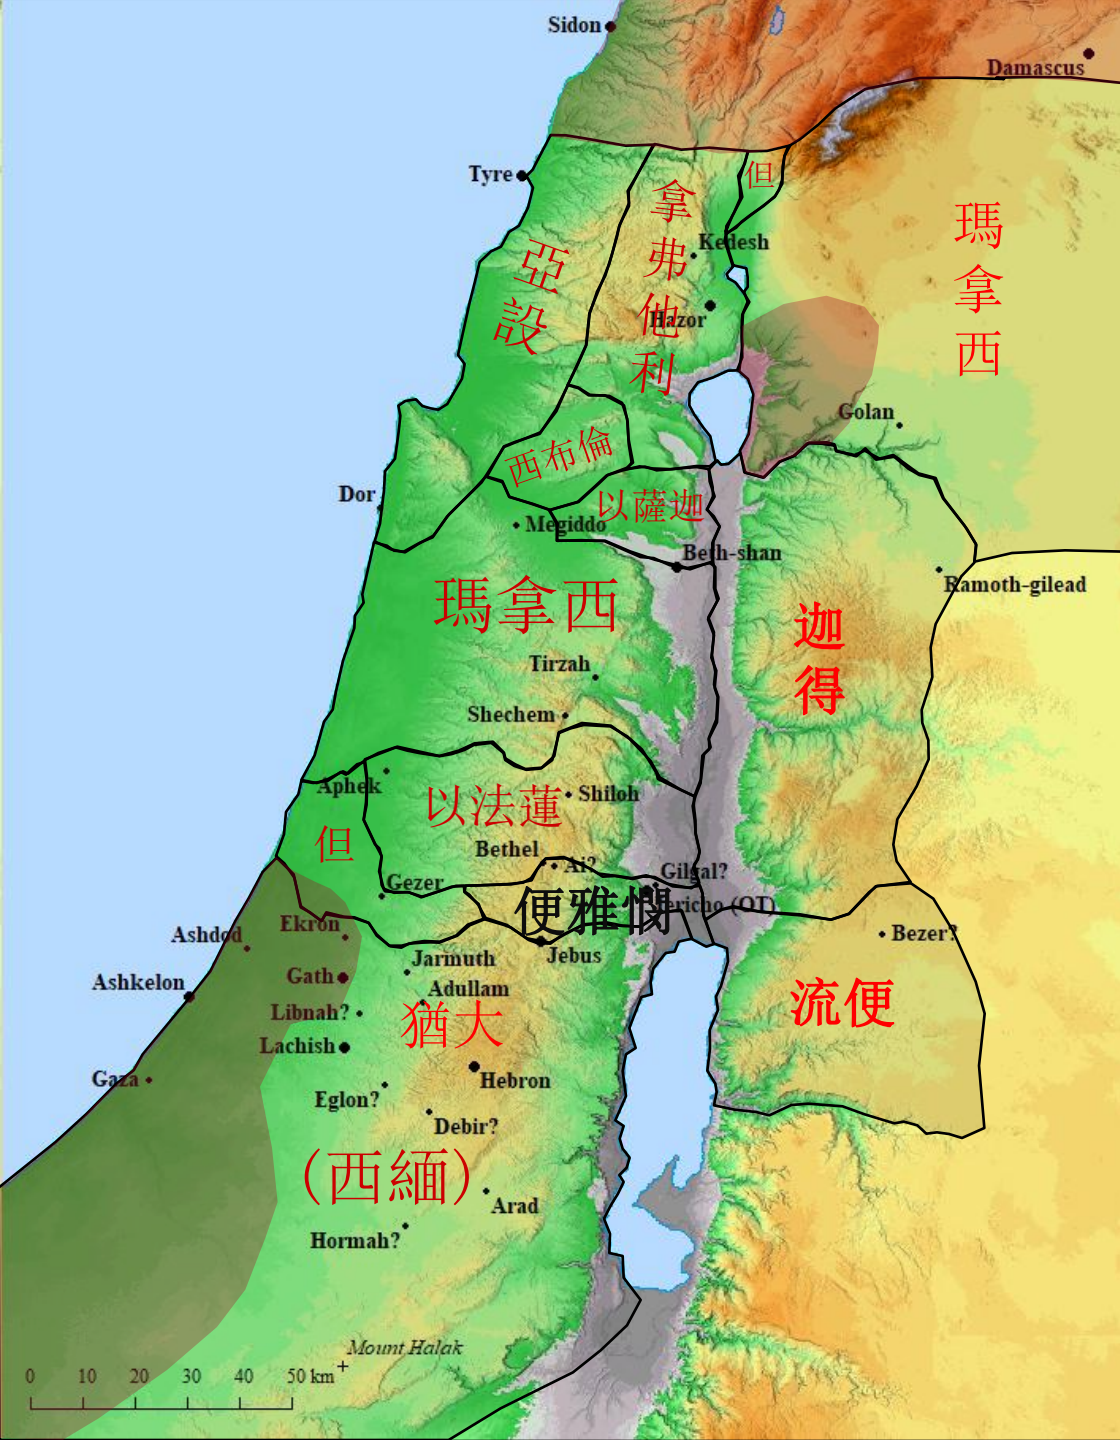 Sidon
Damascus
Tyre
但
拿弗他利
Kedesh
瑪拿西
亞設
Hazor
Golan
西布倫
Dor
以薩迦
Megiddo
Beth-shan
Ramoth-gilead
瑪拿西
迦得
Tirzah
Shechem
Aphek
以法蓮
Shiloh
但
Bethel
Ai?
Gilgal?
Gezer
便雅憫
Jericho (OT)
Ekron
Ashdod
Bezer?
Jebus
Jarmuth
Gath
Ashkelon
Adullam
流便
Libnah?
猶大
Lachish
Gaza
Hebron
Eglon?
Debir?
(西緬)
Arad
Hormah?
Mount Halak
0 10 20 30 40 50 km